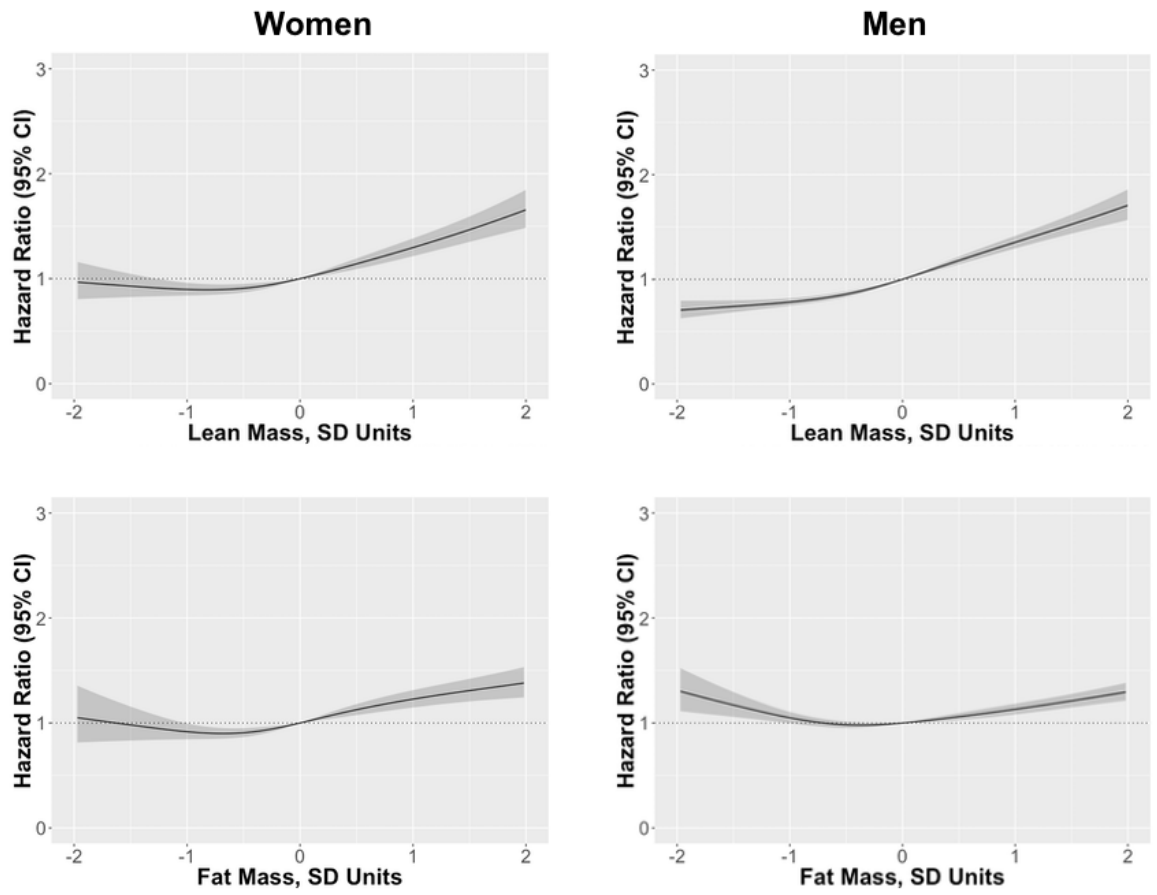 Women
Men
Hazard Ratio (95% CI)
3
2
1
0
-2 -1 0 1 2
Lean Mass, SD Units
Hazard Ratio (95% CI)
3
2
1
0
-2 -1 0 1 2
Lean Mass, SD Units
Hazard Ratio (95% CI)
3
2
1
0
-2 -1 0 1 2
Fat Mass, SD Units
Hazard Ratio (95% CI)
3
2
1
0
-2 -1 0 1 2
Fat Mass, SD Units